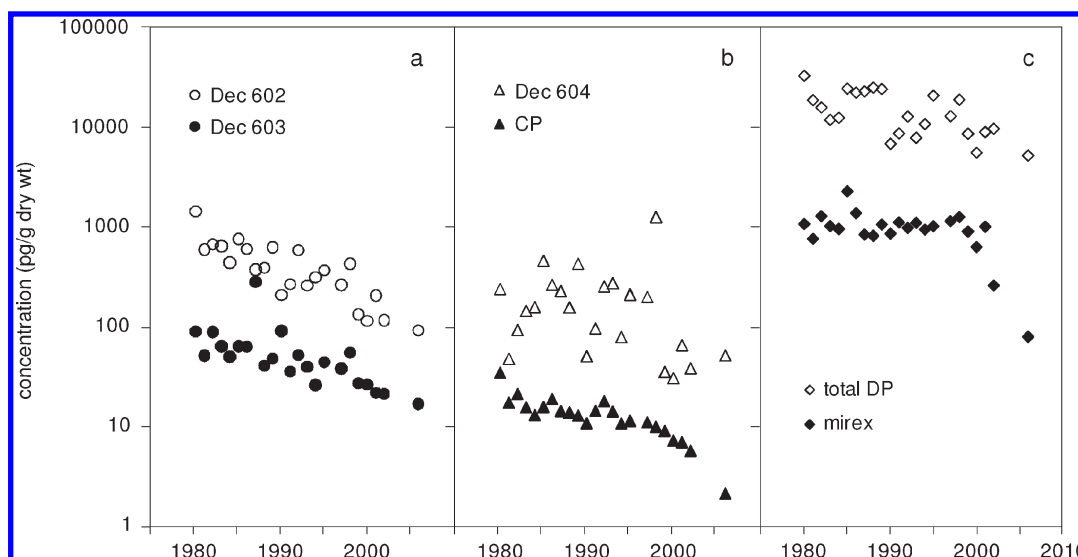 100000
10000
1000
100
10
1
concentration (pg/g dry wt)
a
Dec 602
Dec 603
1980 1990 2000
b
Dec 604
CP
1980 1990 2000
c
total DP
mirex
1980 1990 2000